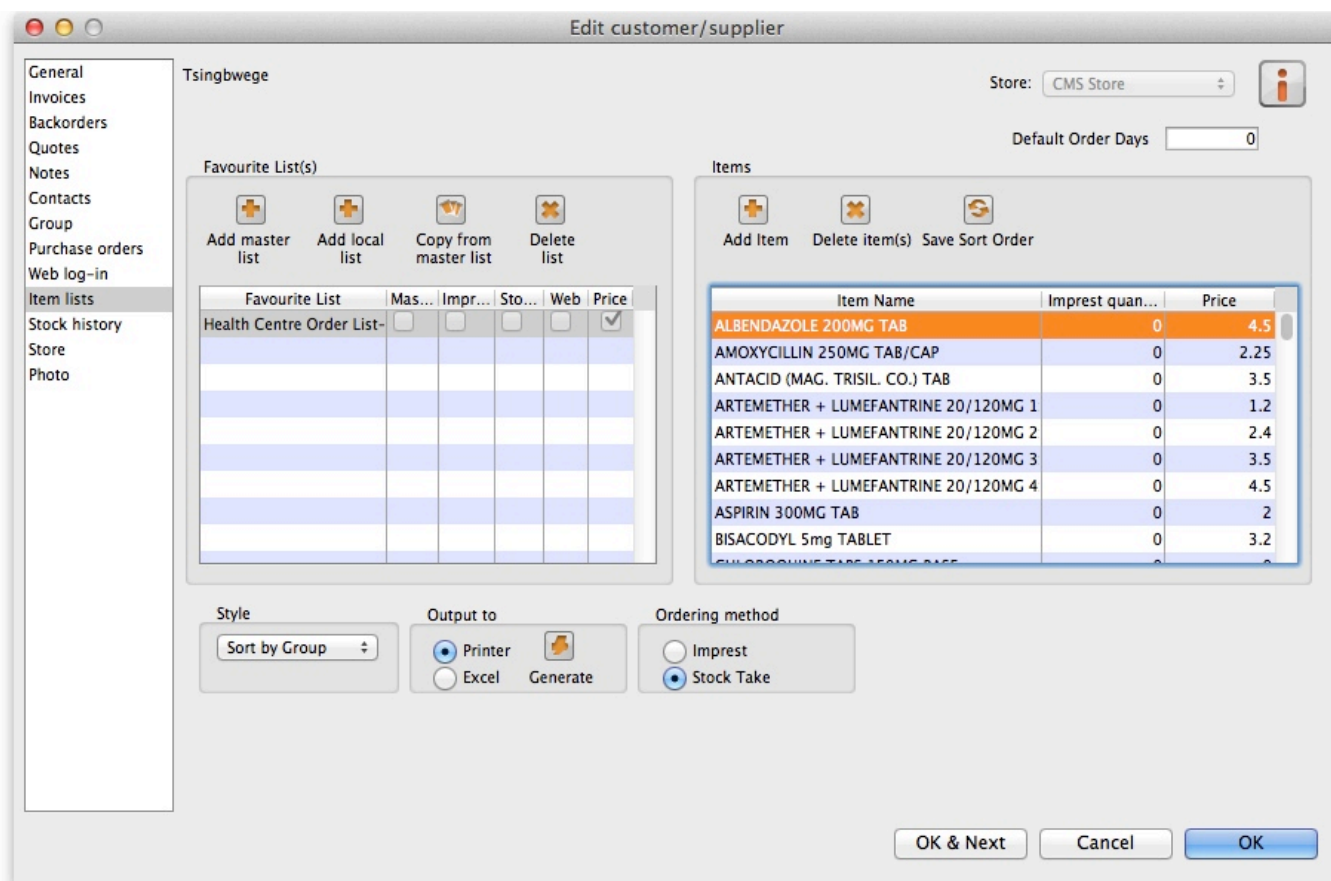 Edit customer/supplier
General
Invoices
Backorders
Quotes
Notes
Contacts
Group
Purchase orders
Web log-in
Item lists
Stock history
Store
Photo
Tsingbwege
Store: CMS Store
Default Order Days 0
Favourite List(s)
Add master list
Add local list
Copy from master list
Delete list
Favourite List Mas... Impr... Sto... Web Price
Health Centre Order List-
Items
Add Item Delete item(s) Save Sort Order
Item Name Imprest quan... Price
ALBENDAZOLE 200MG TAB 0 4.5
AMOXYCILLIN 250MG TAB/CAP 0 2.25
ANTACID (MAG. TRISIL. CO.) TAB 0 3.5
ARTEMETHER + LUMEFANTRINE 20/120MG 1 0 1.2
ARTEMETHER + LUMEFANTRINE 20/120MG 2 0 2.4
ARTEMETHER + LUMEFANTRINE 20/120MG 3 0 3.5
ARTEMETHER + LUMEFANTRINE 20/120MG 4 0 4.5
ASPIRIN 300MG TAB 0 2
BISACODYL 5mg TABLET 0 3.2
Style
Sort by Group
Output to
Printer
Excel
Generate
Ordering method
Imprest
Stock Take
OK & Next Cancel OK